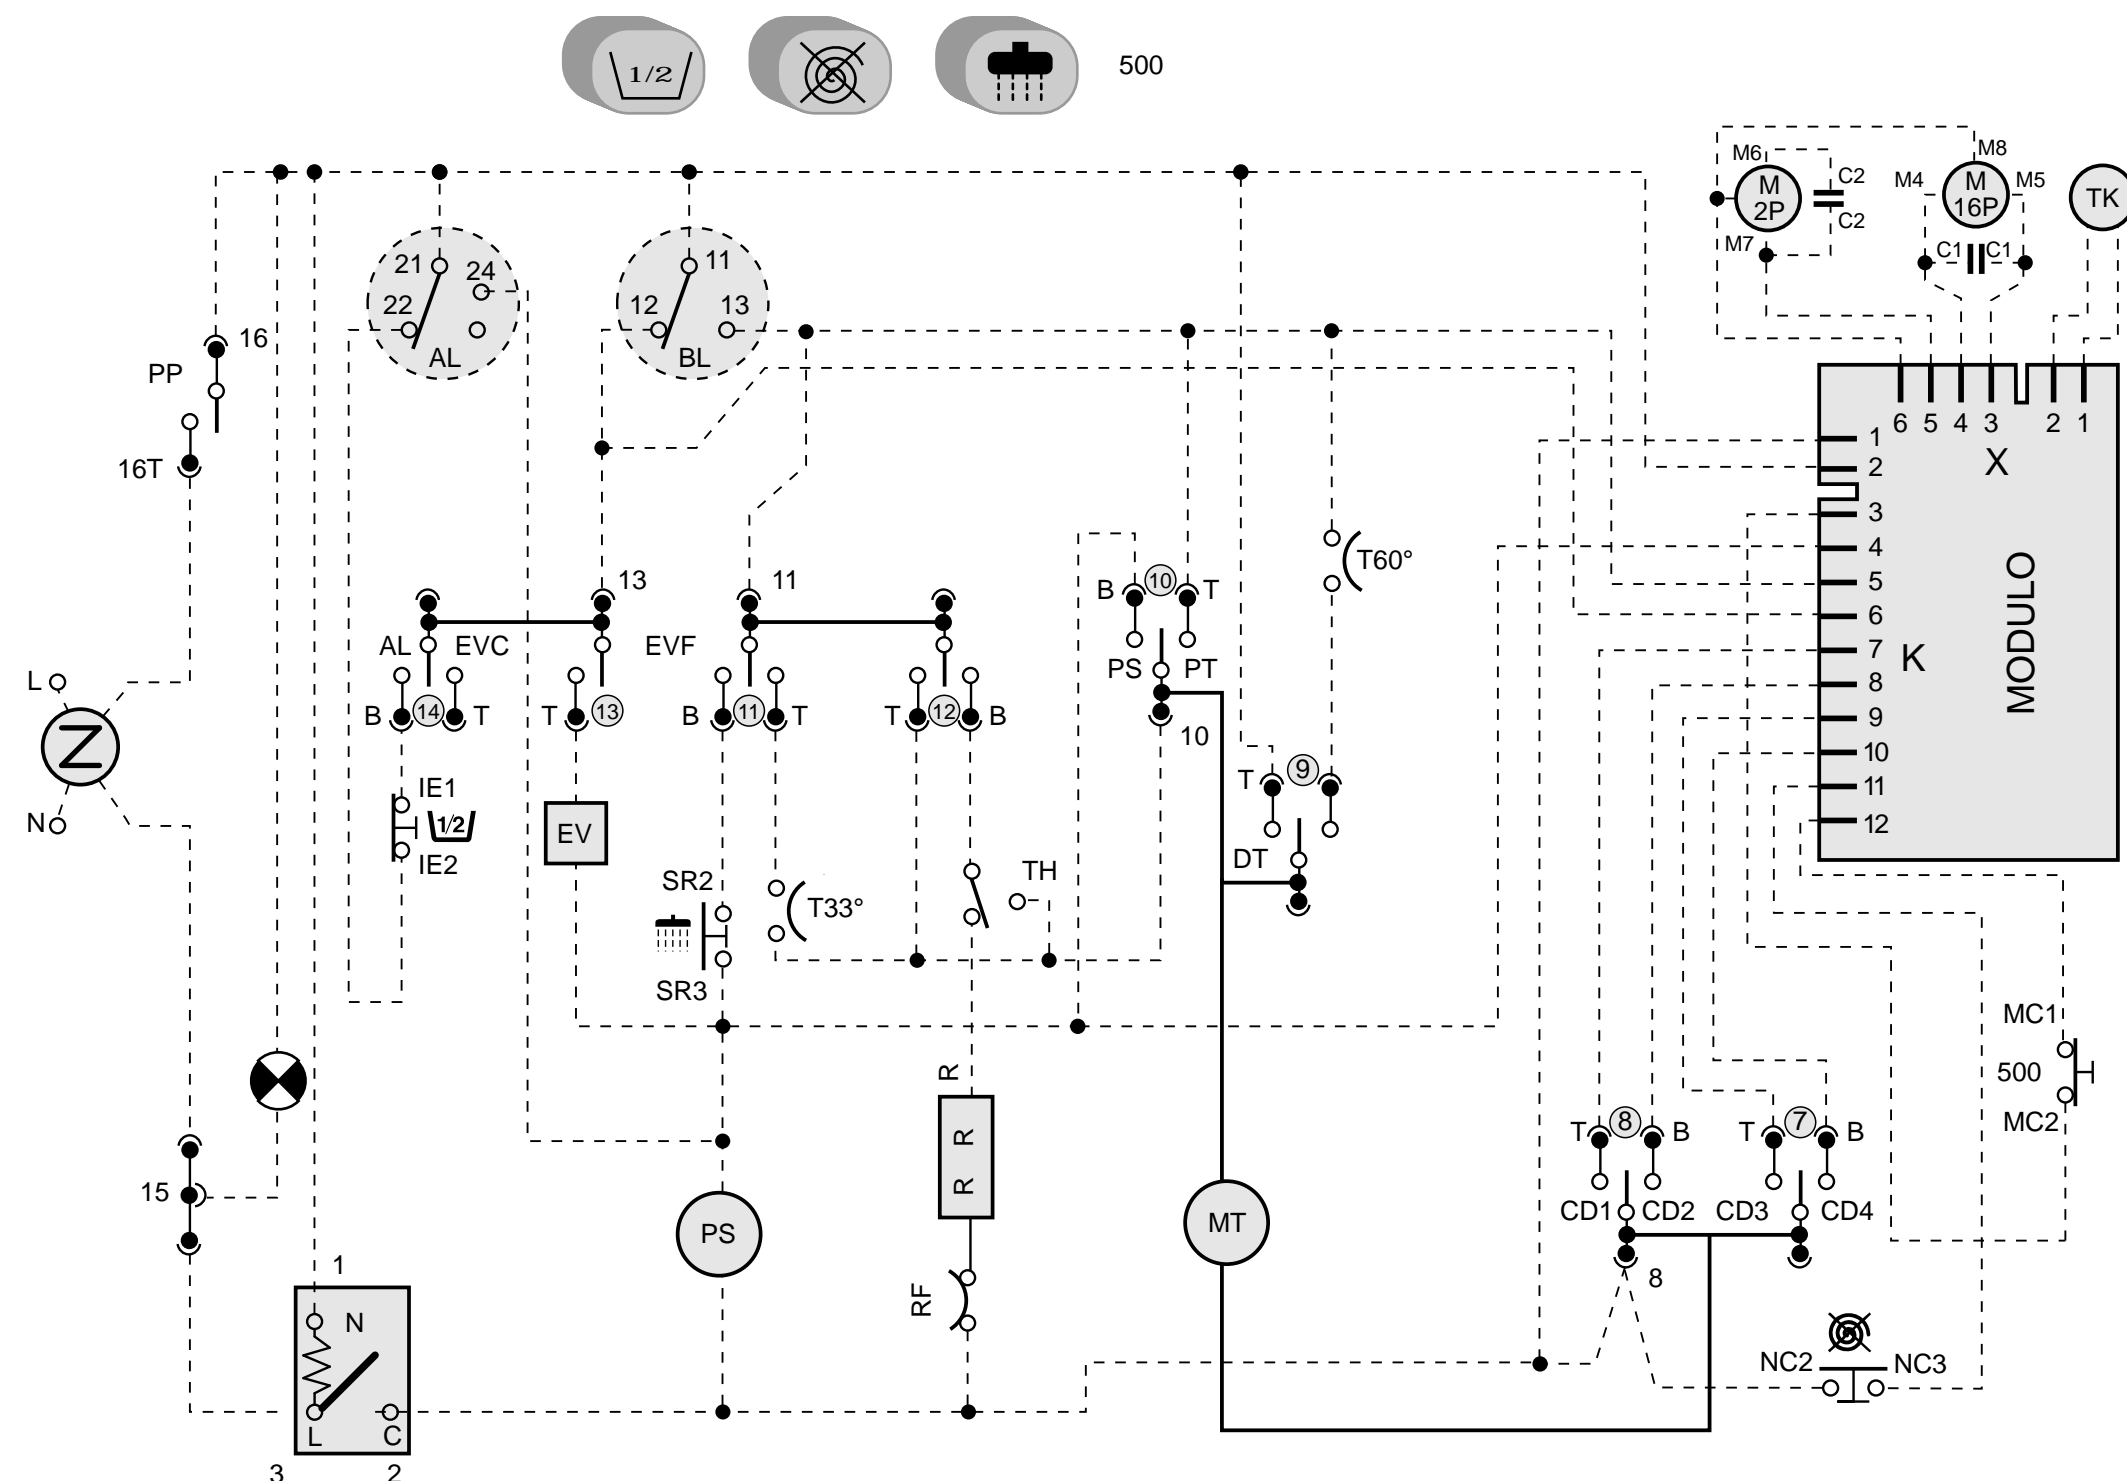 1/2
500
M6
C2
C2
M
2P
M7
M8
M4
M
16P
M5
C1
C1
TK
21
24
22
AL
11
12
13
BL
16
PP
16T
6 5 4 3 2 1
X
1
2
3
4
5
6
7
8
9
10
11
12
K
MODULO
T60°
13
11
B 10 T
AL EVC
EVF
PS PT
L
B 14 T
T 13
B 11 T
T 12 B
10
N
T 9
IE1
1/2
IE2
EV
DT
SR2
T33°
TH
SR3
MC1
500
MC2
R
R R
T 8 B
T 7 B
15
CD1 CD2 CD3 CD4
PS
MT
1
8
RF
N
NC2 NC3
L C
3 2